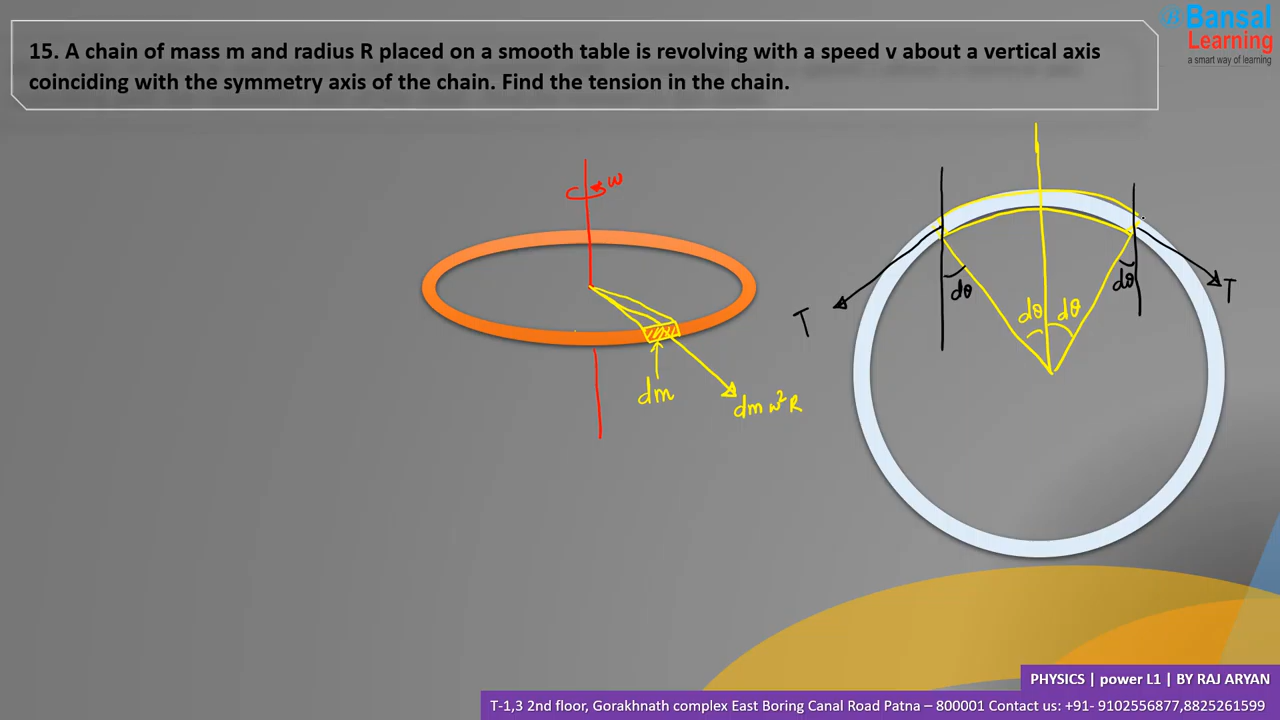 Bansal
Learning
a smart way of learning
15. A chain of mass m and radius R placed on a smooth table is revolving with a speed v about a vertical axis
coinciding with the symmetry axis of the chain. Find the tension in the chain.
w
dm
dm w² R
T
T
dθ
dθ
dθ
dθ
PHYSICS | power L1 | BY RAJ ARYAN
T-1,3 2nd floor, Gorakhnath complex East Boring Canal Road Patna – 800001 Contact us: +91- 9102556877,8825261599